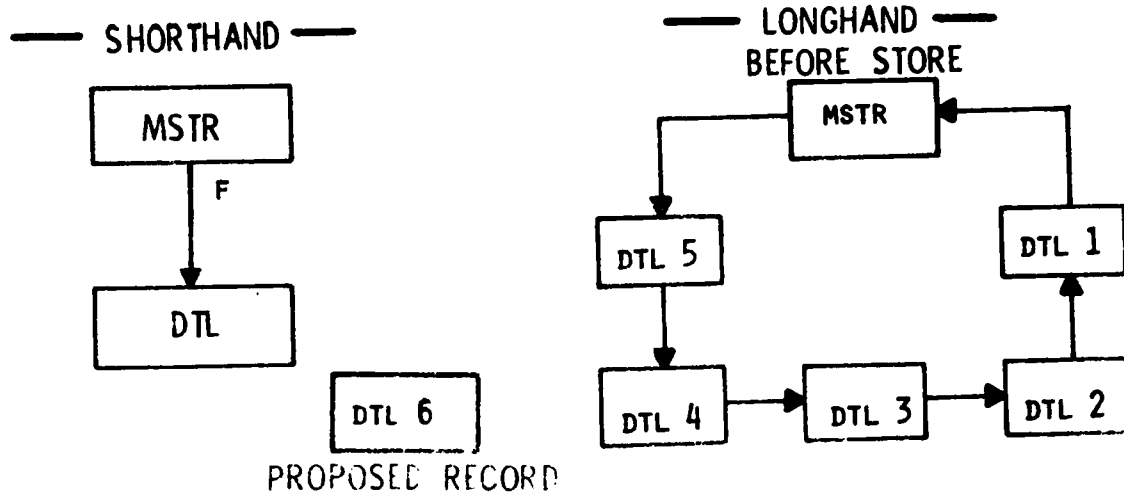 SHORTHAND
MSTR
F
DTL
DTL 6
PROPOSED RECORD
LONGHAND
BEFORE STORE
MSTR
DTL 5
DTL 1
DTL 4
DTL 3
DTL 2